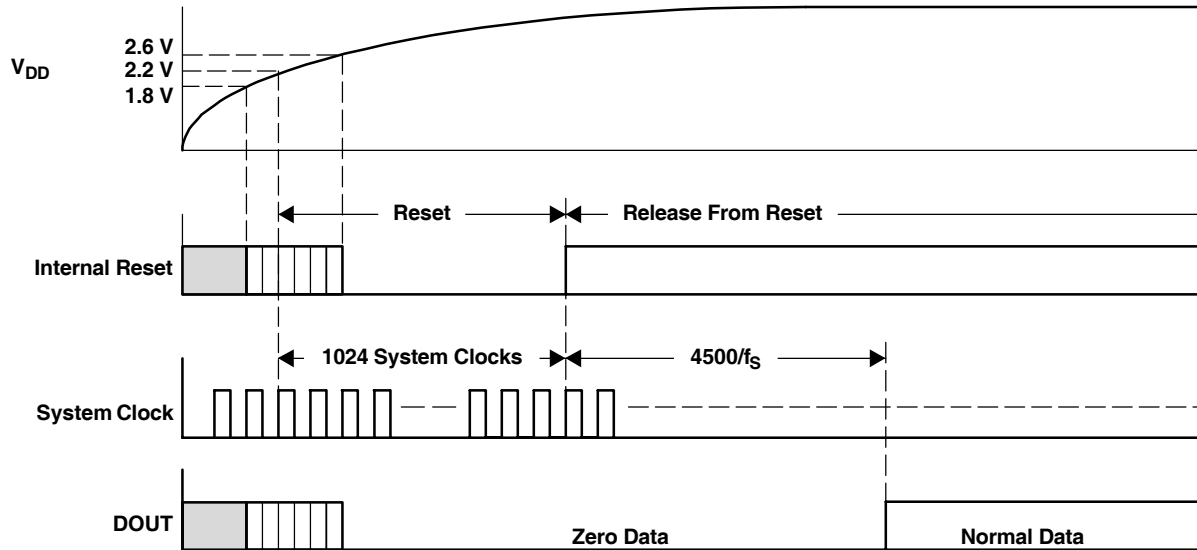 2.6 V
V_DD
2.2 V
1.8 V
Reset
Release From Reset
Internal Reset
1024 System Clocks
4500/f_S
System Clock
DOUT
Zero Data
Normal Data